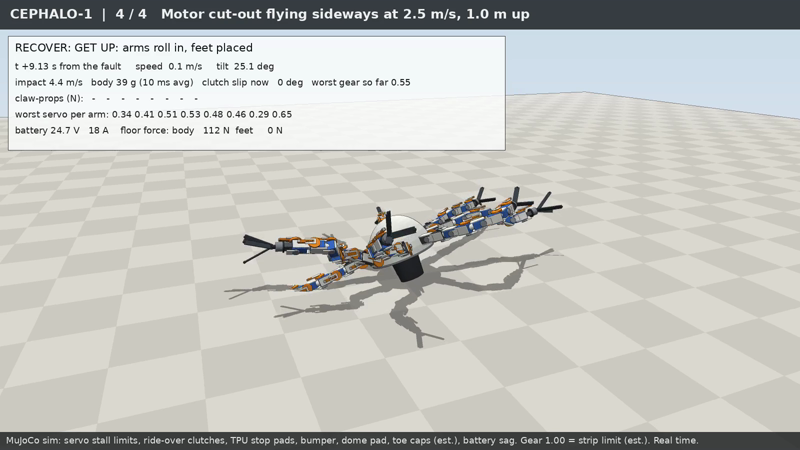 CEPHALO-1 | 4 / 4 Motor cut-out flying sideways at 2.5 m/s, 1.0 m up
RECOVER: GET UP: arms roll in, feet placed
t +9.13 s from the fault speed 0.1 m/s tilt 25.1 deg
impact 4.4 m/s body 39 g (10 ms avg) clutch slip now 0 deg worst gear so far 0.55
claw-props (N): - - - - - - - -
worst servo per arm: 0.34 0.41 0.51 0.53 0.48 0.46 0.29 0.65
battery 24.7 V 18 A floor force: body 112 N feet 0 N
MuJoCo sim: servo stall limits, ride-over clutches, TPU stop pads, bumper, dome pad, toe caps (est.), battery sag. Gear 1.00 = strip limit (est.). Real time.